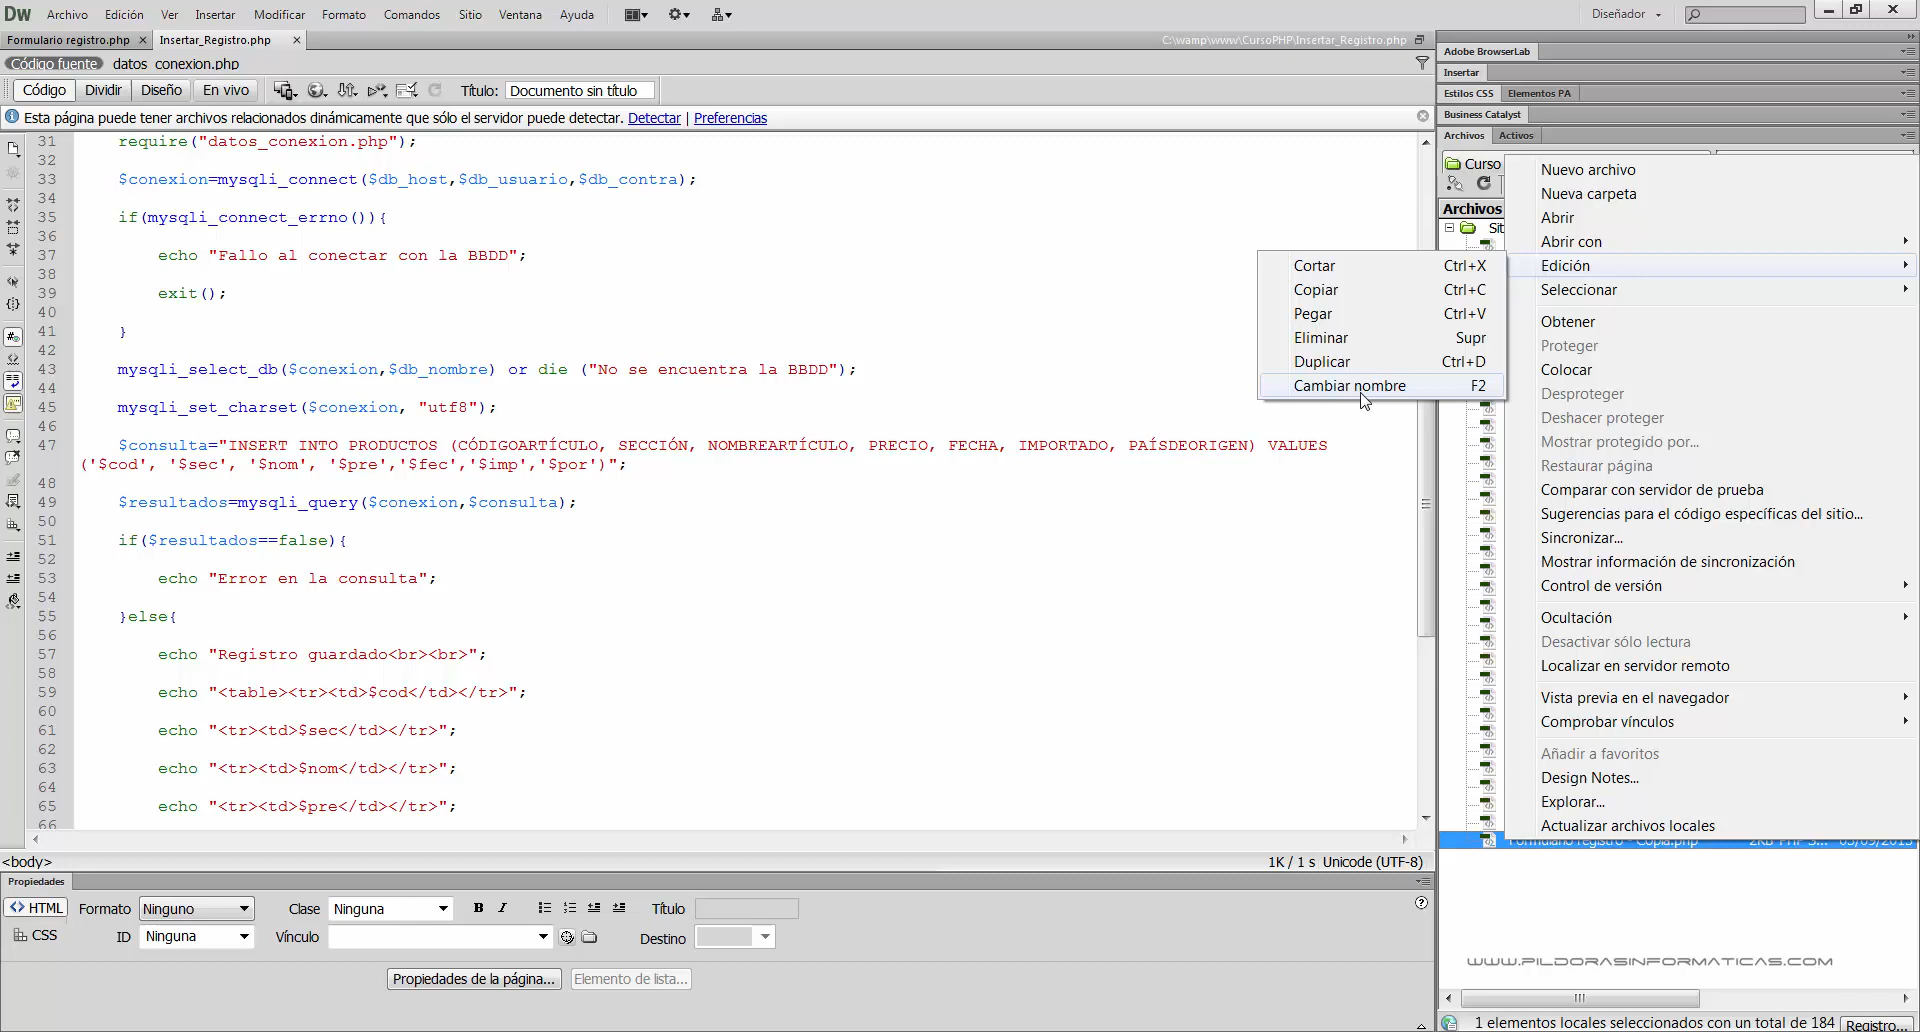 Dw Archivo Edición Ver Insertar Modificar Formato Comandos Sitio Ventana Ayuda Diseñador
Formulario registro.php Insertar_Registro.php C:\wamp\www\CursoPHP\Insertar_Registro.php
Código fuente datos_conexion.php
Código Dividir Diseño En vivo Título: Documento sin título
Esta página puede tener archivos relacionados dinámicamente que sólo el servidor puede detectar. Detectar | Preferencias
31 require("datos_conexion.php");
32
33 $conexion=mysqli_connect($db_host,$db_usuario,$db_contra);
34
35 if(mysqli_connect_errno()){
36
37 echo "Fallo al conectar con la BBDD";
38
39 exit();
40
41 }
42
43 mysqli_select_db($conexion,$db_nombre) or die ("No se encuentra la BBDD");
44
45 mysqli_set_charset($conexion, "utf8");
46
47 $consulta="INSERT INTO PRODUCTOS (CÓDIGOARTÍCULO, SECCIÓN, NOMBREARTÍCULO, PRECIO, FECHA, IMPORTADO, PAÍSDEORIGEN) VALUES
('$cod', '$sec', '$nom', '$pre','$fec','$imp','$por')";
48
49 $resultados=mysqli_query($conexion,$consulta);
50
51 if($resultados==false){
52
53 echo "Error en la consulta";
54
55 }else{
56
57 echo "Registro guardado<br><br>";
58
59 echo "<table><tr><td>$cod</td></tr>";
60
61 echo "<tr><td>$sec</td></tr>";
62
63 echo "<tr><td>$nom</td></tr>";
64
65 echo "<tr><td>$pre</td></tr>";
66
<body> 1K / 1 s Unicode (UTF-8)
Propiedades
HTML Formato Ninguno Clase Ninguna B I Título
CSS ID Ninguna Vínculo Destino
Propiedades de la página... Elemento de lista...
Adobe BrowserLab
Insertar
Estilos CSS Elementos PA
Business Catalyst
Archivos Activos
Curso
Archivos
Sit
Cortar Ctrl+X
Copiar Ctrl+C
Pegar Ctrl+V
Eliminar Supr
Duplicar Ctrl+D
Cambiar nombre F2
Nuevo archivo
Nueva carpeta
Abrir
Abrir con
Edición
Seleccionar
Obtener
Proteger
Colocar
Desproteger
Deshacer proteger
Mostrar protegido por...
Restaurar página
Comparar con servidor de prueba
Sugerencias para el código específicas del sitio...
Sincronizar...
Mostrar información de sincronización
Control de versión
Ocultación
Desactivar sólo lectura
Localizar en servidor remoto
Vista previa en el navegador
Comprobar vínculos
Añadir a favoritos
Design Notes...
Explorar...
Actualizar archivos locales
Formulario registro - Copia.php 2KB PHP S...
WWW.PILDORASINFORMATICAS.COM
1 elementos locales seleccionados con un total de 184 Registro...